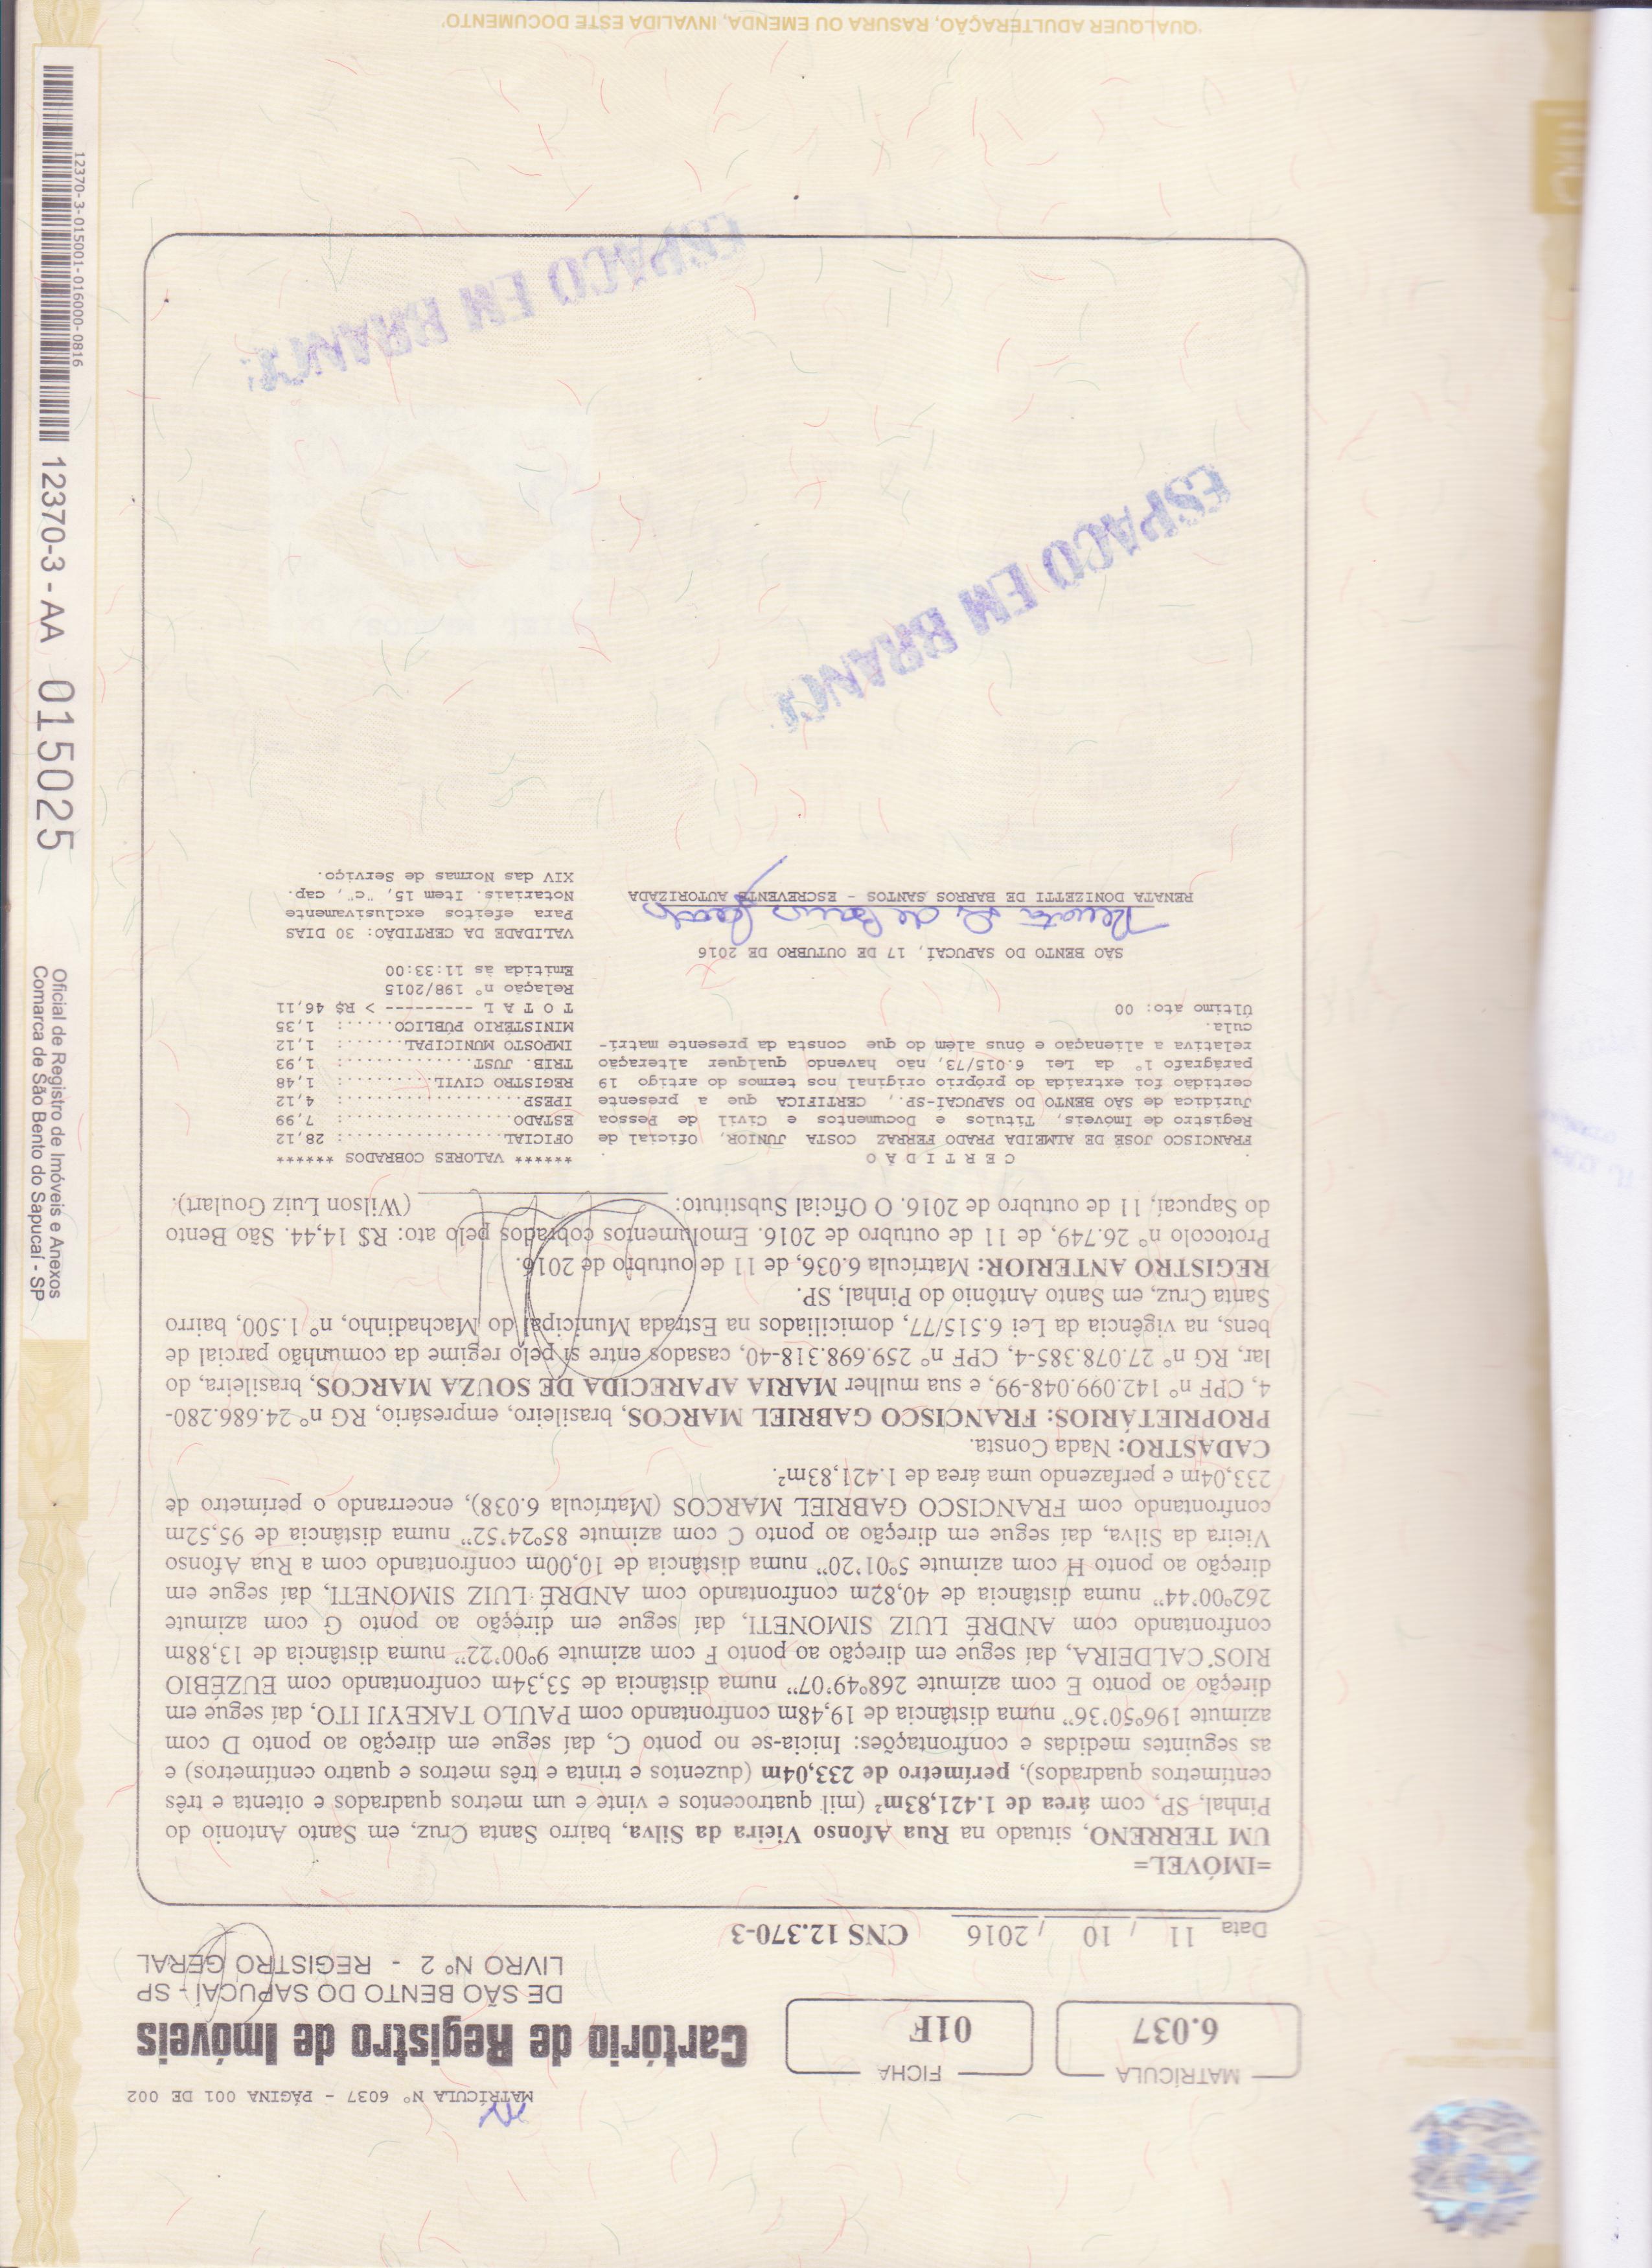 MATRÍCULA Nº 6037 - PÁGINA 001 DE 002
MATRÍCULA
6.037
FICHA
01F
Cartório de Registro de Imóveis
DE SÃO BENTO DO SAPUCAÍ - SP
LIVRO Nº 2 - REGISTRO GERAL
Data 11 / 10 / 2016 CNS 12.370-3
=IMÓVEL=
UM TERRENO, situado na Rua Afonso Vieira da Silva, bairro Santa Cruz, em Santo Antonio do
Pinhal, SP, com área de 1.421,83m² (mil quatrocentos e vinte e um metros quadrados e oitenta e três
centímetros quadrados), perímetro de 233,04m (duzentos e trinta e três metros e quatro centímetros) e
as seguintes medidas e confrontações: Inicia-se no ponto C, daí segue em direção ao ponto D com
azimute 196º50'36" numa distância de 19,48m confrontando com PAULO TAKEYJI ITO, daí segue em
direção ao ponto E com azimute 268º49'07" numa distância de 53,34m confrontando com EUZÉBIO
RIOS CALDEIRA, daí segue em direção ao ponto F com azimute 9º00'22" numa distância de 13,88m
confrontando com ANDRÉ LUIZ SIMONETI, daí segue em direção ao ponto G com azimute
262º00'44" numa distância de 40,82m confrontando com ANDRÉ LUIZ SIMONETI, daí segue em
direção ao ponto H com azimute 5º01'20" numa distância de 10,00m confrontando com a Rua Afonso
Vieira da Silva, daí segue em direção ao ponto C com azimute 85º24'52" numa distância de 95,52m
confrontando com FRANCISCO GABRIEL MARCOS (Matrícula 6.038), encerrando o perímetro de
233,04m e perfazendo uma área de 1.421,83m².
CADASTRO: Nada Consta.
PROPRIETÁRIOS: FRANCISCO GABRIEL MARCOS, brasileiro, empresário, RG nº 24.686.280-
4, CPF nº 142.099.048-99, e sua mulher MARIA APARECIDA DE SOUZA MARCOS, brasileira, do
lar, RG nº 27.078.385-4, CPF nº 259.698.318-40, casados entre si pelo regime da comunhão parcial de
bens, na vigência da Lei 6.515/77, domiciliados na Estrada Municipal do Machadinho, nº 1.500, bairro
Santa Cruz, em Santo Antônio do Pinhal, SP.
REGISTRO ANTERIOR: Matrícula 6.036, de 11 de outubro de 2016.
Protocolo nº 26.749, de 11 de outubro de 2016. Emolumentos cobrados pelo ato: R$ 14,44. São Bento
do Sapucaí, 11 de outubro de 2016. O Oficial Substituto: (Wilson Luiz Goulart).
C E R T I D Ã O
FRANCISCO JOSÉ DE ALMEIDA PRADO FERRAZ COSTA JUNIOR, Oficial de
Registro de Imóveis, Títulos e Documentos e Civil de Pessoa
Jurídica de SÃO BENTO DO SAPUCAÍ-SP., CERTIFICA que a presente
certidão foi extraída do próprio original nos termos do artigo 19
parágrafo 1º da Lei 6.015/73, não havendo qualquer alteração
relativa a alienação e ônus além do que consta da presente matrí-
cula.
Último ato: 00
SAO BENTO DO SAPUCAÍ, 17 DE OUTUBRO DE 2016
RENATA DONIZETTI DE BARROS SANTOS - ESCREVENTE AUTORIZADA
****** VALORES COBRADOS ******
OFICIAL.................: 28,12
ESTADO..................: 7,99
IPESP...................: 4,12
REGISTRO CIVIL..........: 1,48
TRIB. JUST..............: 1,93
IMPOSTO MUNICIPAL.......: 1,12
MINISTÉRIO PÚBLICO......: 1,35
T O T A L --------- > R$ 46,11
Relação nº 198/2015
Emitida às 11:33:00
VALIDADE DA CERTIDÃO: 30 DIAS
Para efeitos exclusivamente
Notariais. Item 15, "c", cap.
XIV das Normas de Serviço.
ESPAÇO EM BRANC
ESPAÇO EM BRANC
Oficial de Registro de Imóveis e Anexos
Comarca de São Bento do Sapucaí - SP
12370-3 - AA 015025
12370-3-015001-016000-0816
"QUALQUER ADULTERAÇÃO, RASURA OU EMENDA, INVALIDA ESTE DOCUMENTO"